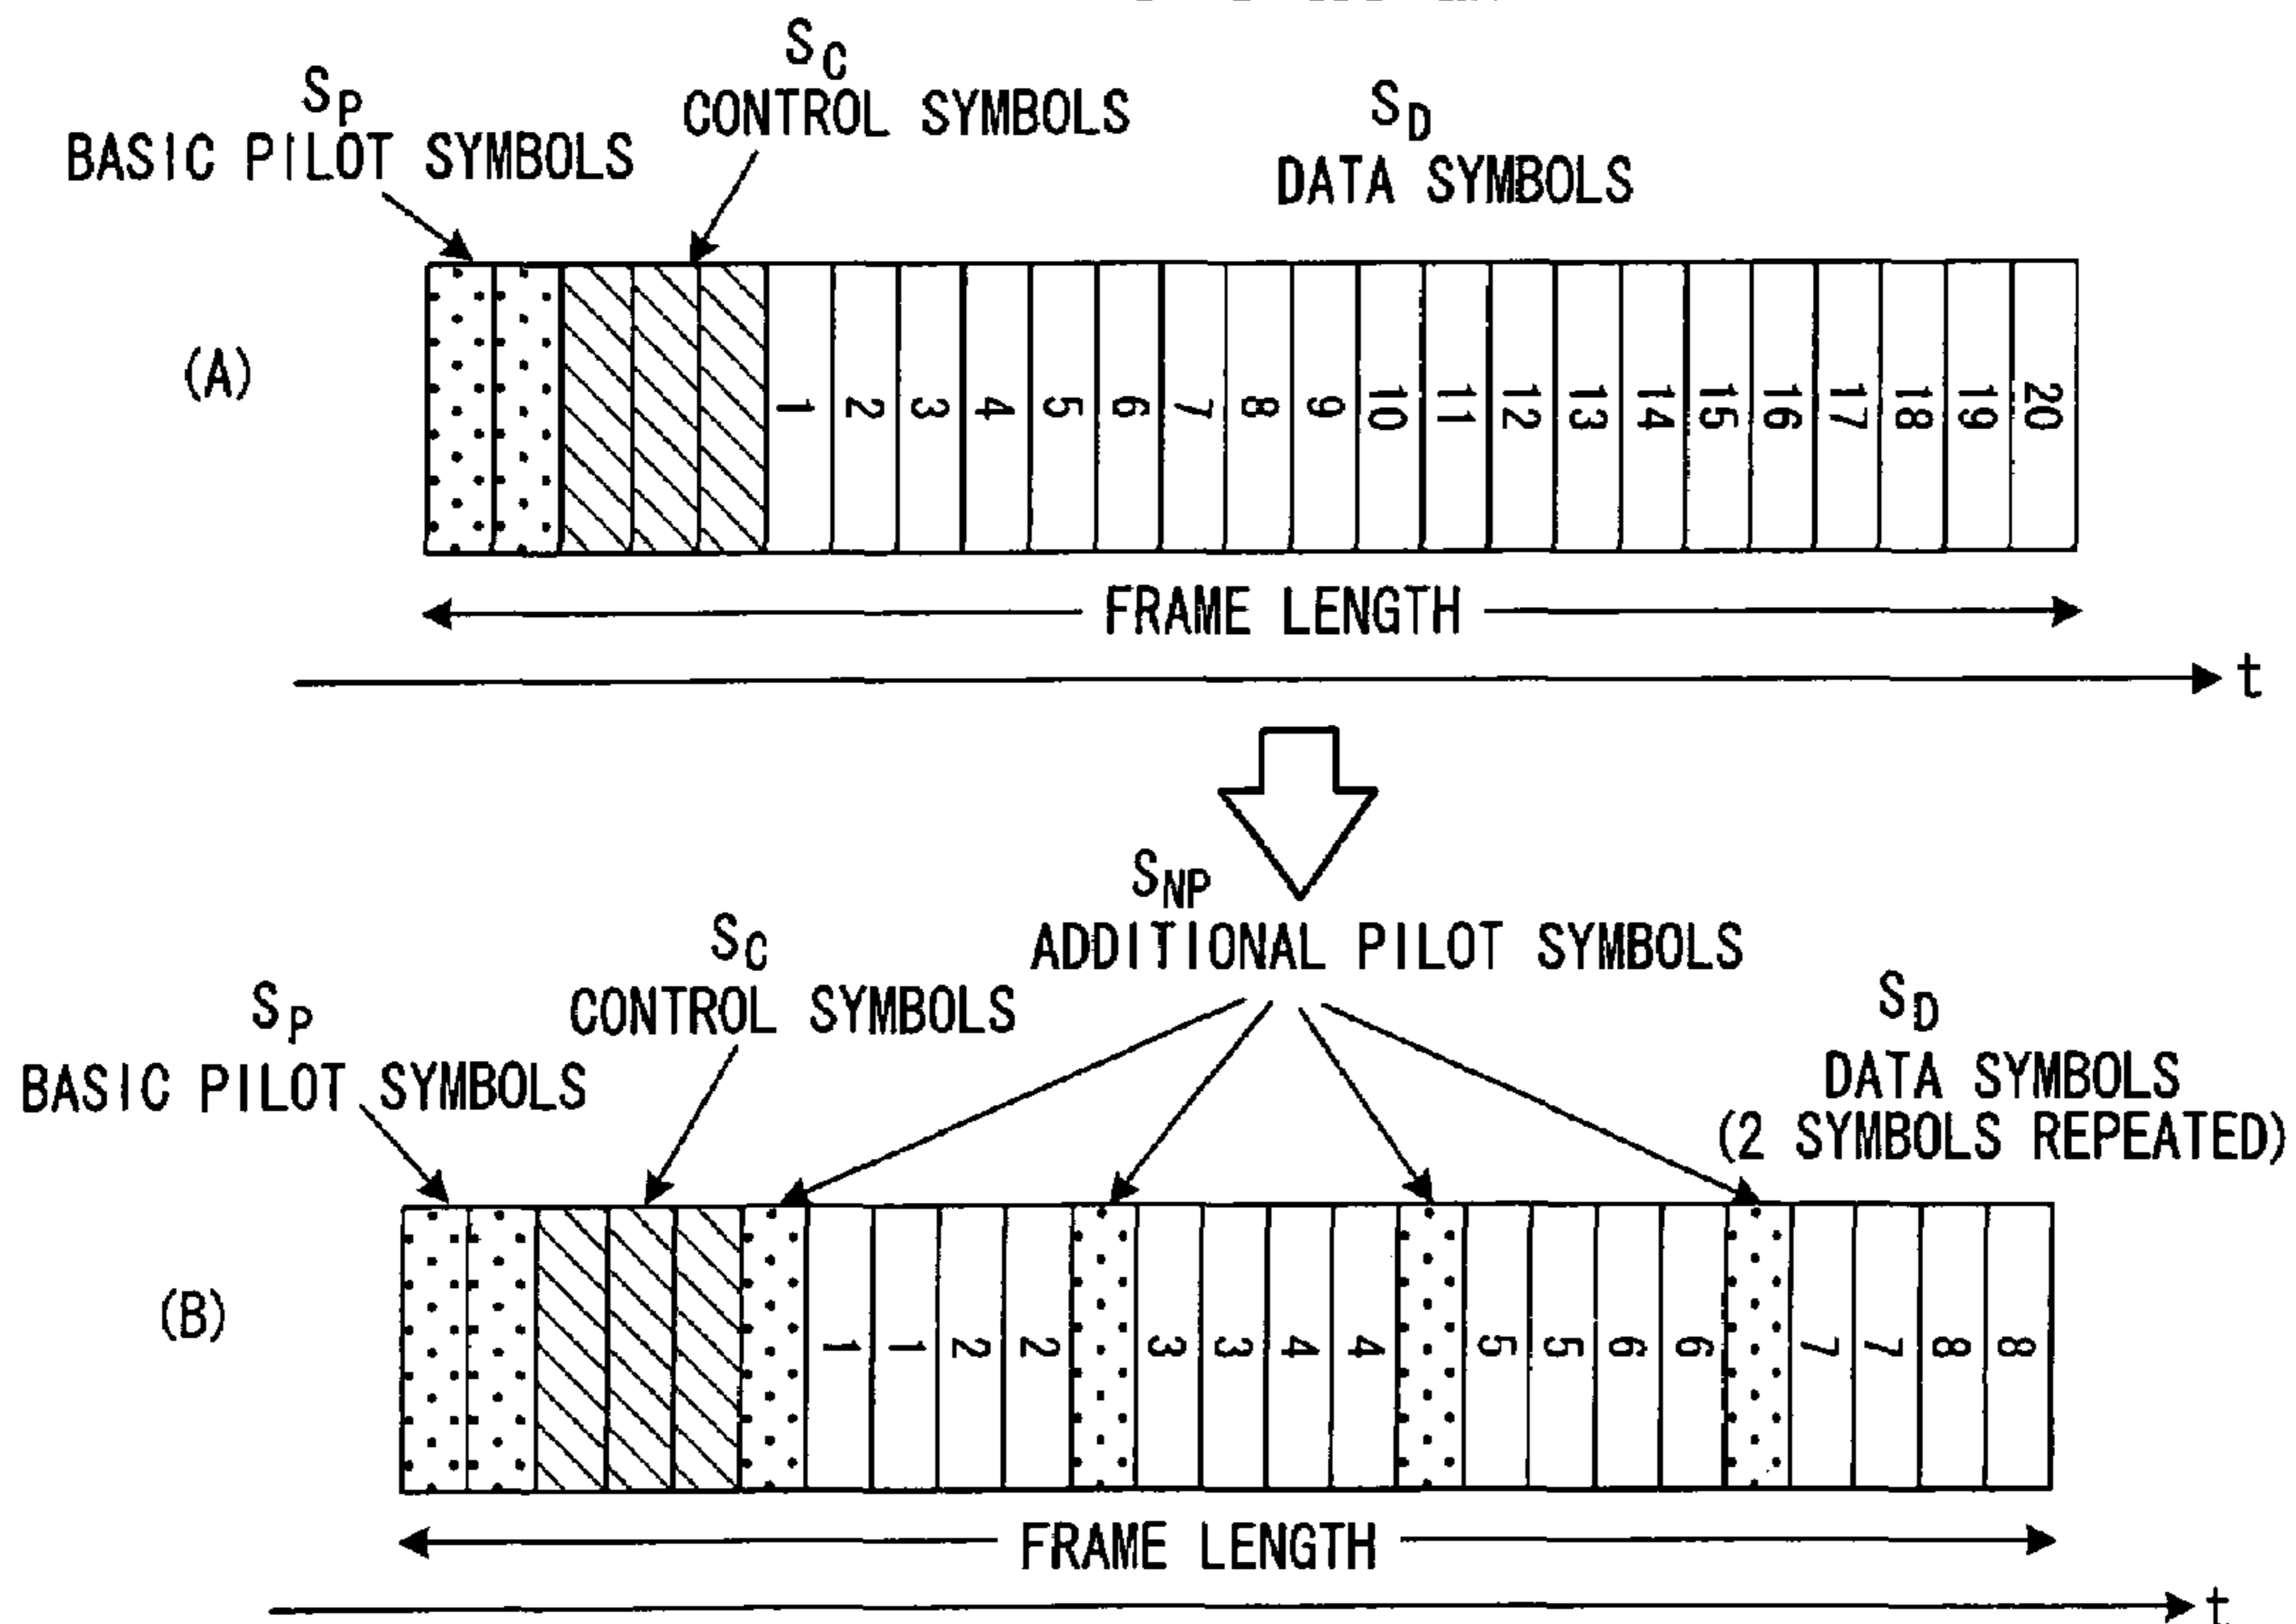 S_C
S_P
CONTROL SYMBOLS
S_D
BASIC PILOT SYMBOLS
DATA SYMBOLS
(A)
1 2 3 4 5 6 7 8 9 10 11 12 13 14 15 16 17 18 19 20
FRAME LENGTH
t
S_NP
S_C
ADDITIONAL PILOT SYMBOLS
S_P
S_D
CONTROL SYMBOLS
BASIC PILOT SYMBOLS
DATA SYMBOLS
(2 SYMBOLS REPEATED)
(B)
1 1 2 2 3 3 4 4 5 5 6 6 7 7 8 8
FRAME LENGTH
t